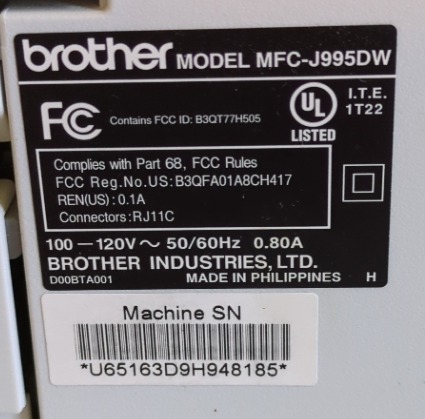 brother MODEL MFC-J995DW
FC Contains FCC ID: B3QT77H505
UL LISTED
I.T.E.
1T22
Complies with Part 68, FCC Rules
FCC Reg.No.US:B3QFA01A8CH417
REN(US):0.1A
Connectors:RJ11C
100—120V～ 50/60Hz 0.80A
BROTHER INDUSTRIES, LTD.
D00BTA001 MADE IN PHILIPPINES H
Machine SN
*U65163D9H948185*